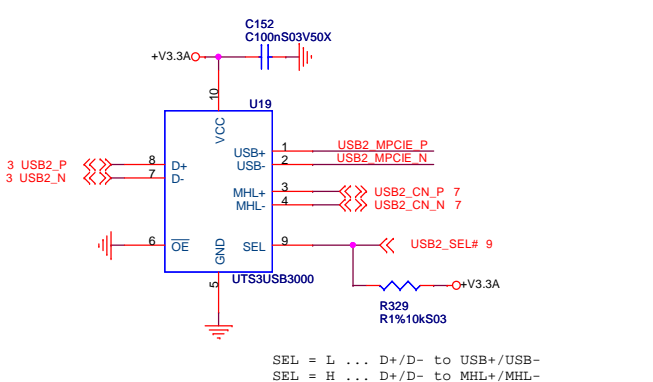 C152
C100nS03V50X
+V3.3A
10
U19
VCC
USB+ 1 USB2_MPCIE_P
USB- 2 USB2_MPCIE_N
3 USB2_P 8 D+
3 USB2_N 7 D-
MHL+ 3 USB2_CN_P 7
MHL- 4 USB2_CN_N 7
6 OE GND SEL 9 USB2_SEL# 9
5
UTS3USB3000
+V3.3A
R329
R1%10kS03
SEL = L ... D+/D- to USB+/USB-
SEL = H ... D+/D- to MHL+/MHL-